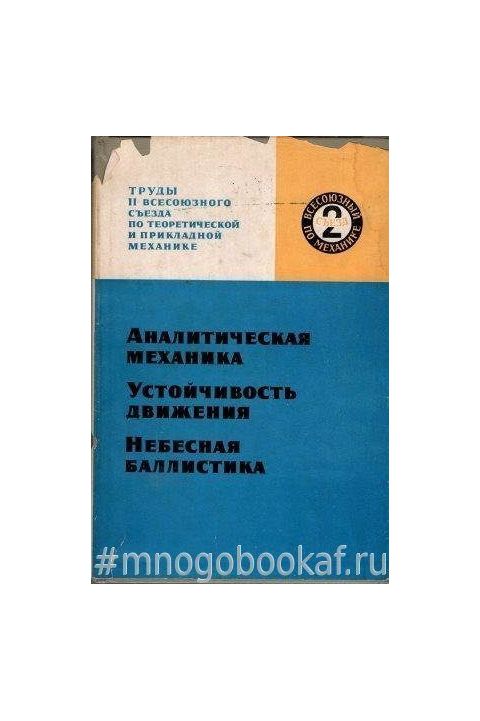 ТРУДЫ
II ВСЕСОЮЗНОГО
СЪЕЗДА
ПО ТЕОРЕТИЧЕСКОЙ
И ПРИКЛАДНОЙ
МЕХАНИКЕ
ВСЕСОЮЗНЫЙ
2
СЪЕЗД
ПО МЕХАНИКЕ
АНАЛИТИЧЕСКАЯ
МЕХАНИКА
УСТОЙЧИВОСТЬ
ДВИЖЕНИЯ
НЕБЕСНАЯ
БАЛЛИСТИКА
#mnogobookaf.ru